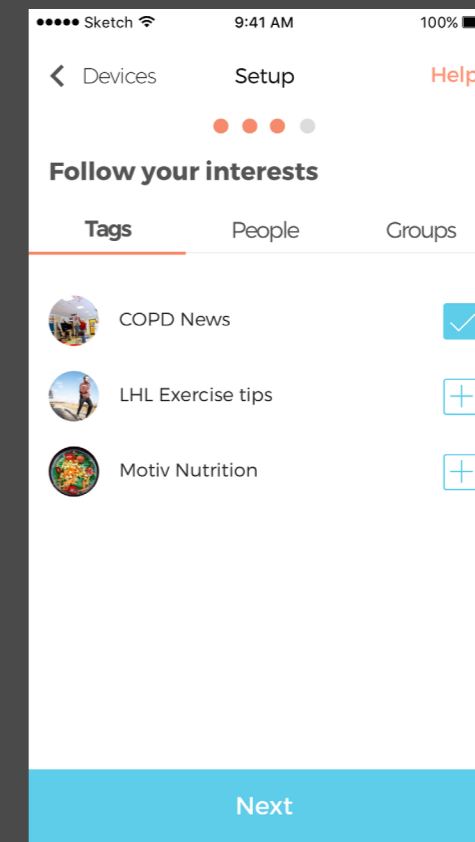 Sketch 9:41 AM 100%
Devices Setup Help
Follow your interests
Tags People Groups
COPD News
LHL Exercise tips
Motiv Nutrition
Next